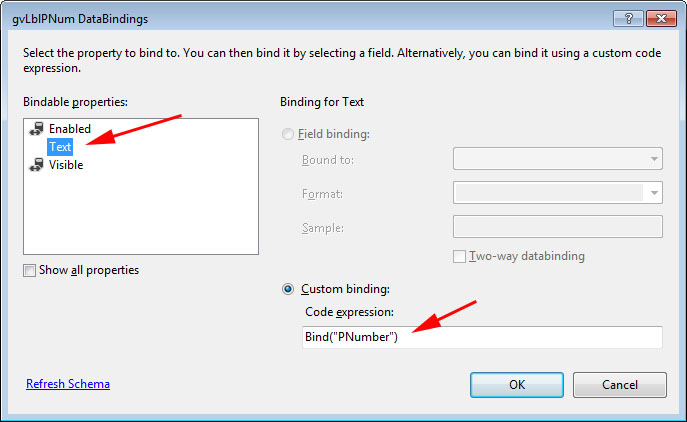 gvLblPNum DataBindings
Select the property to bind to. You can then bind it by selecting a field. Alternatively, you can bind it using a custom code
expression.
Bindable properties:
Enabled
Text
Visible
Show all properties
Binding for Text
Field binding:
Bound to:
Format:
Sample:
Two-way databinding
Custom binding:
Code expression:
Bind("PNumber")
Refresh Schema
OK
Cancel